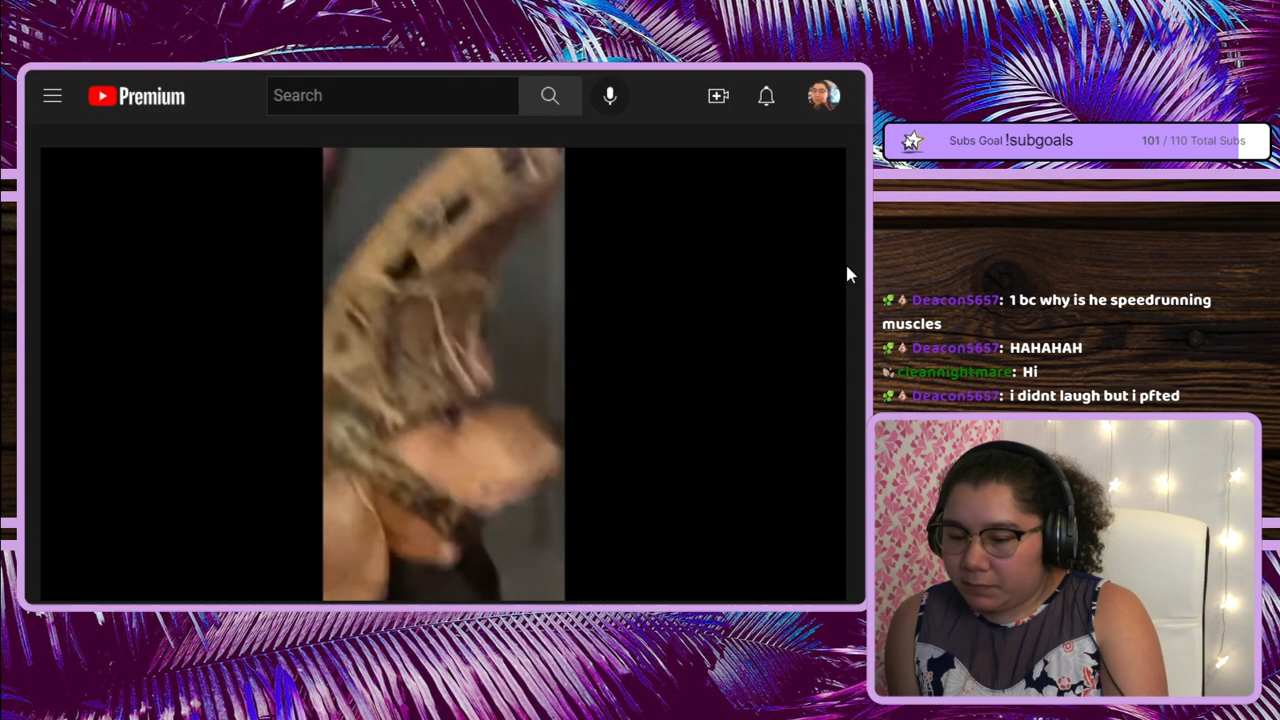 Premium
Search
Subs Goal !subgoals 101 / 110 Total Subs
Deacon5657: 1 bc why is he speedrunning
muscles
Deacon5657: HAHAHAH
cleannightmare: Hi
Deacon5657: i didnt laugh but i pfted